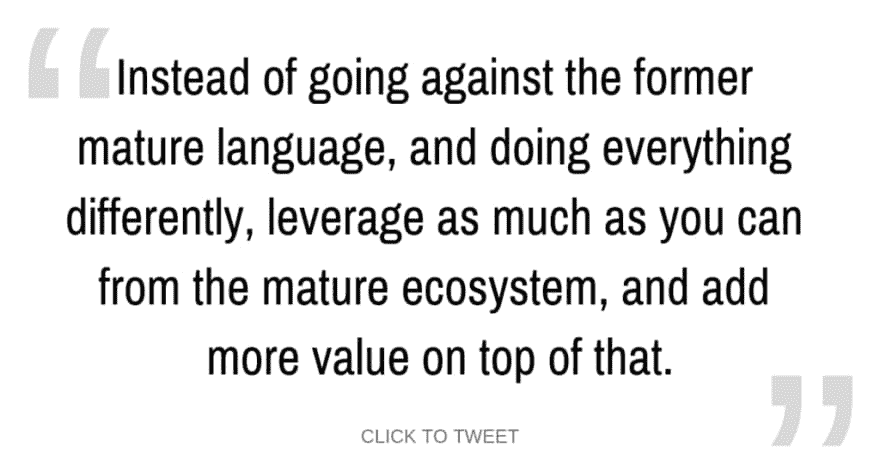 “Instead of going against the former
mature language, and doing everything
differently, leverage as much as you can
from the mature ecosystem, and add
more value on top of that.
”
CLICK TO TWEET